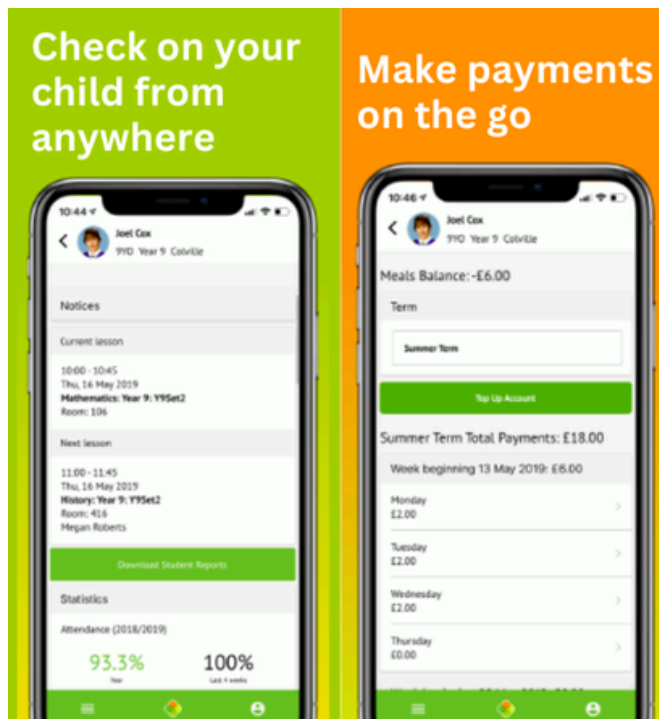 Check on your
child from
anywhere
10:44
Joel Cox
9YO Year 9 Colville
Notices
Current lesson
10:00 - 10:45
Thu, 16 May 2019
Mathematics: Year 9: Y9Set2
Room: 106
Next lesson
11:00 - 11:45
Thu, 16 May 2019
History: Year 9: Y9Set2
Room: 416
Megan Roberts
Download Student Reports
Statistics
Attendance (2018/2019)
93.3% 100%
Year Last 4 weeks
Make payments
on the go
10:46
Joel Cox
9YO Year 9 Colville
Meals Balance: -£6.00
Term
Summer Term
Top Up Account
Summer Term Total Payments: £18.00
Week beginning 13 May 2019: £6.00
Monday
£2.00
Tuesday
£2.00
Wednesday
£2.00
Thursday
£0.00